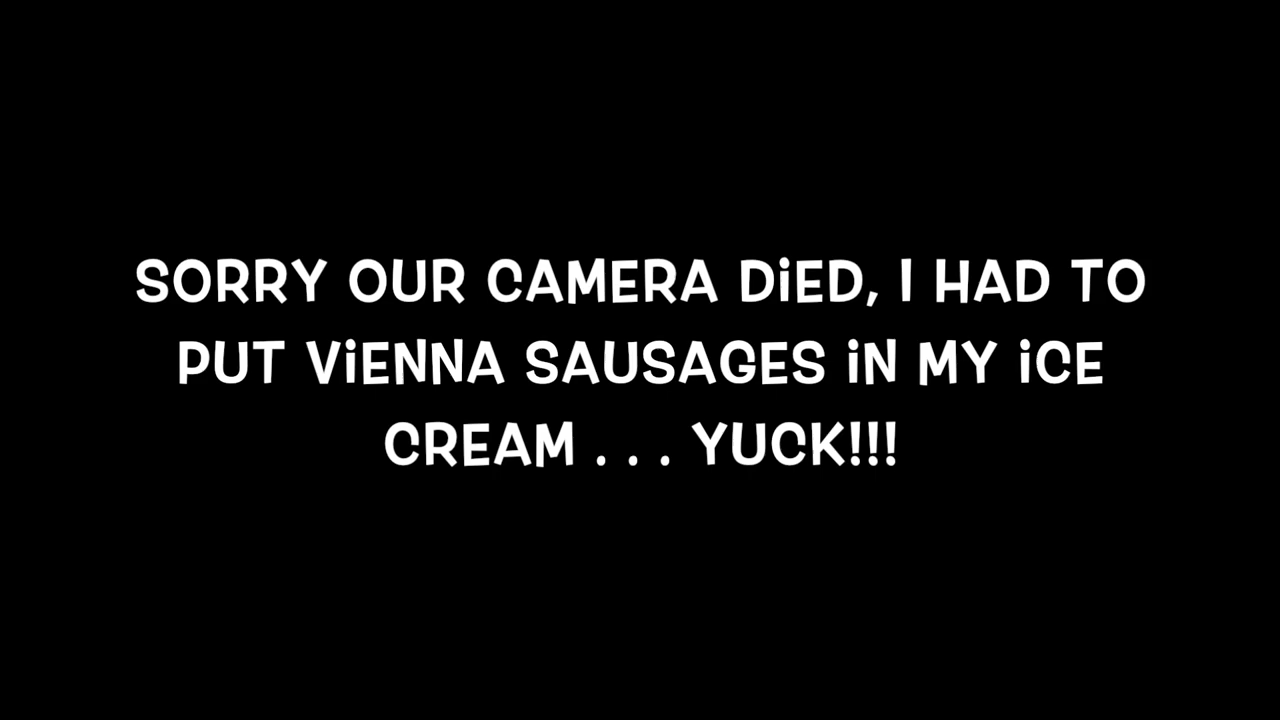 SORRY OUR CAMERA DiED, I HAD TO
PUT ViENNA SAUSAGES iN MY iCE
CREAM . . . YUCK!!!